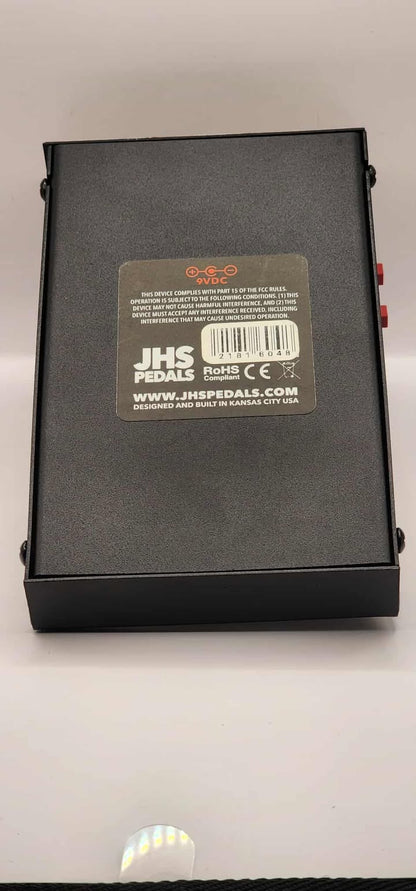 9VDC
THIS DEVICE COMPLIES WITH PART 15 OF THE FCC RULES.
OPERATION IS SUBJECT TO THE FOLLOWING CONDITIONS. (1) THIS
DEVICE MAY NOT CAUSE HARMFUL INTERFERENCE, AND (2) THIS
DEVICE MUST ACCEPT ANY INTERFERENCE RECEIVED, INCLUDING
INTERFERENCE THAT MAY CAUSE UNDESIRED OPERATION.
21816048
JHS
PEDALS
RoHS
Compliant
CE
WWW.JHSPEDALS.COM
DESIGNED AND BUILT IN KANSAS CITY USA